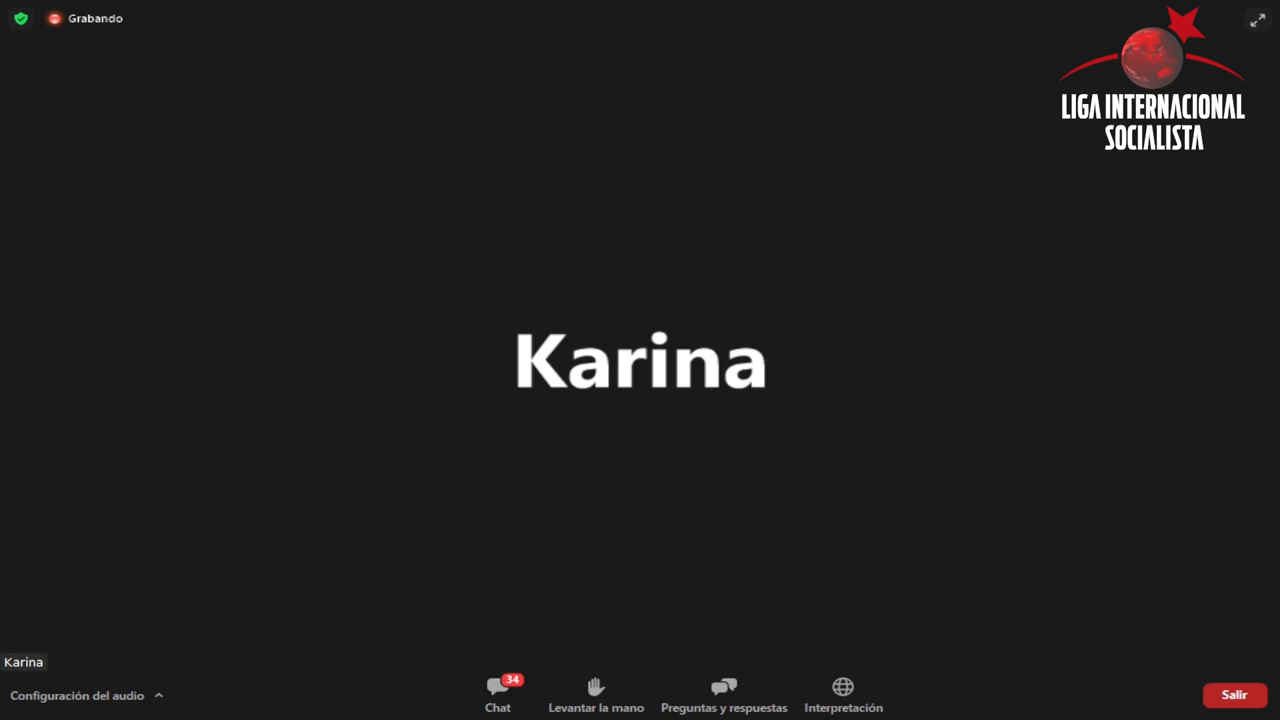 Grabando
LIGA INTERNACIONAL
SOCIALISTA
Karina
Karina
Configuración del audio
34
Chat
Levantar la mano
Preguntas y respuestas
Interpretación
Salir